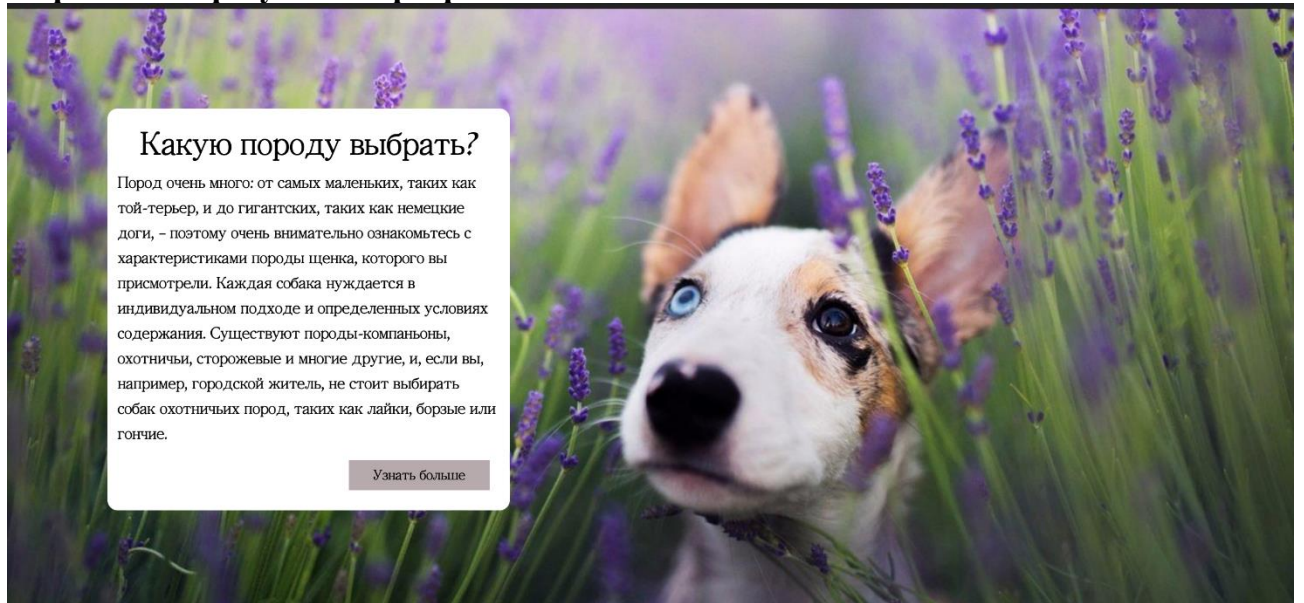 Какую породу выбрать?
Пород очень много: от самых маленьких, таких как
той-терьер, и до гигантских, таких как немецкие
доги, – поэтому очень внимательно ознакомьтесь с
характеристиками породы щенка, которого вы
присмотрели. Каждая собака нуждается в
индивидуальном подходе и определенных условиях
содержания. Существуют породы-компаньоны,
охотничьи, сторожевые и многие другие, и, если вы,
например, городской житель, не стоит выбирать
собак охотничьих пород, таких как лайки, борзые или
гончие.
Узнать больше